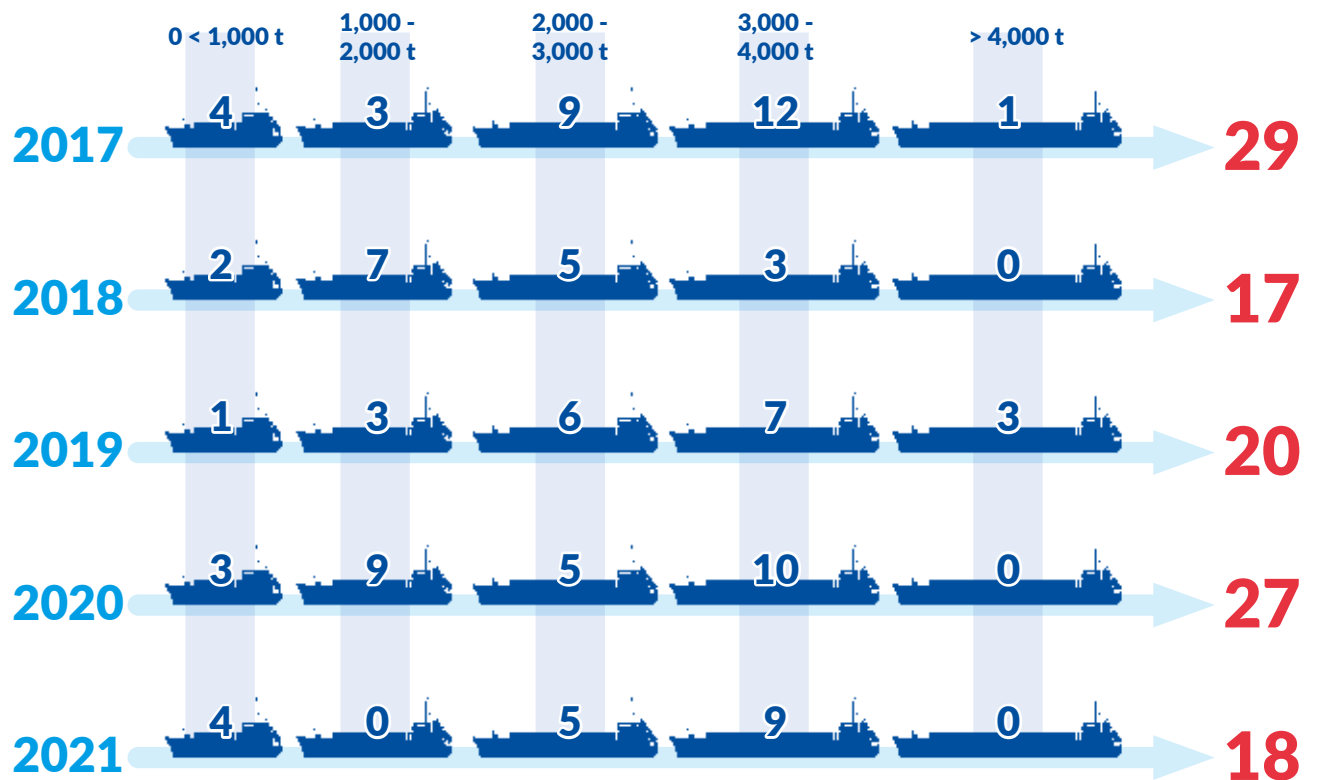 0 < 1,000 t
1,000 -
2,000 t
2,000 -
3,000 t
3,000 -
4,000 t
> 4,000 t
2017 4 3 9 12 1 29
2018 2 7 5 3 0 17
2019 1 3 6 7 3 20
2020 3 9 5 10 0 27
2021 4 0 5 9 0 18